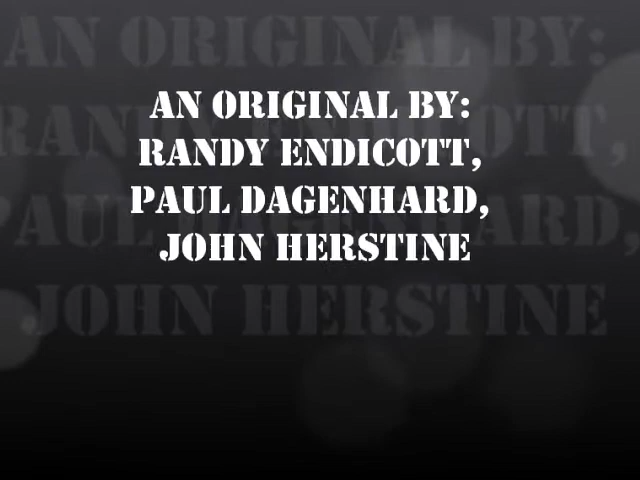 AN ORIGINAL BY:
RANDY ENDICOTT,
PAUL DAGENHARD,
JOHN HERSTINE